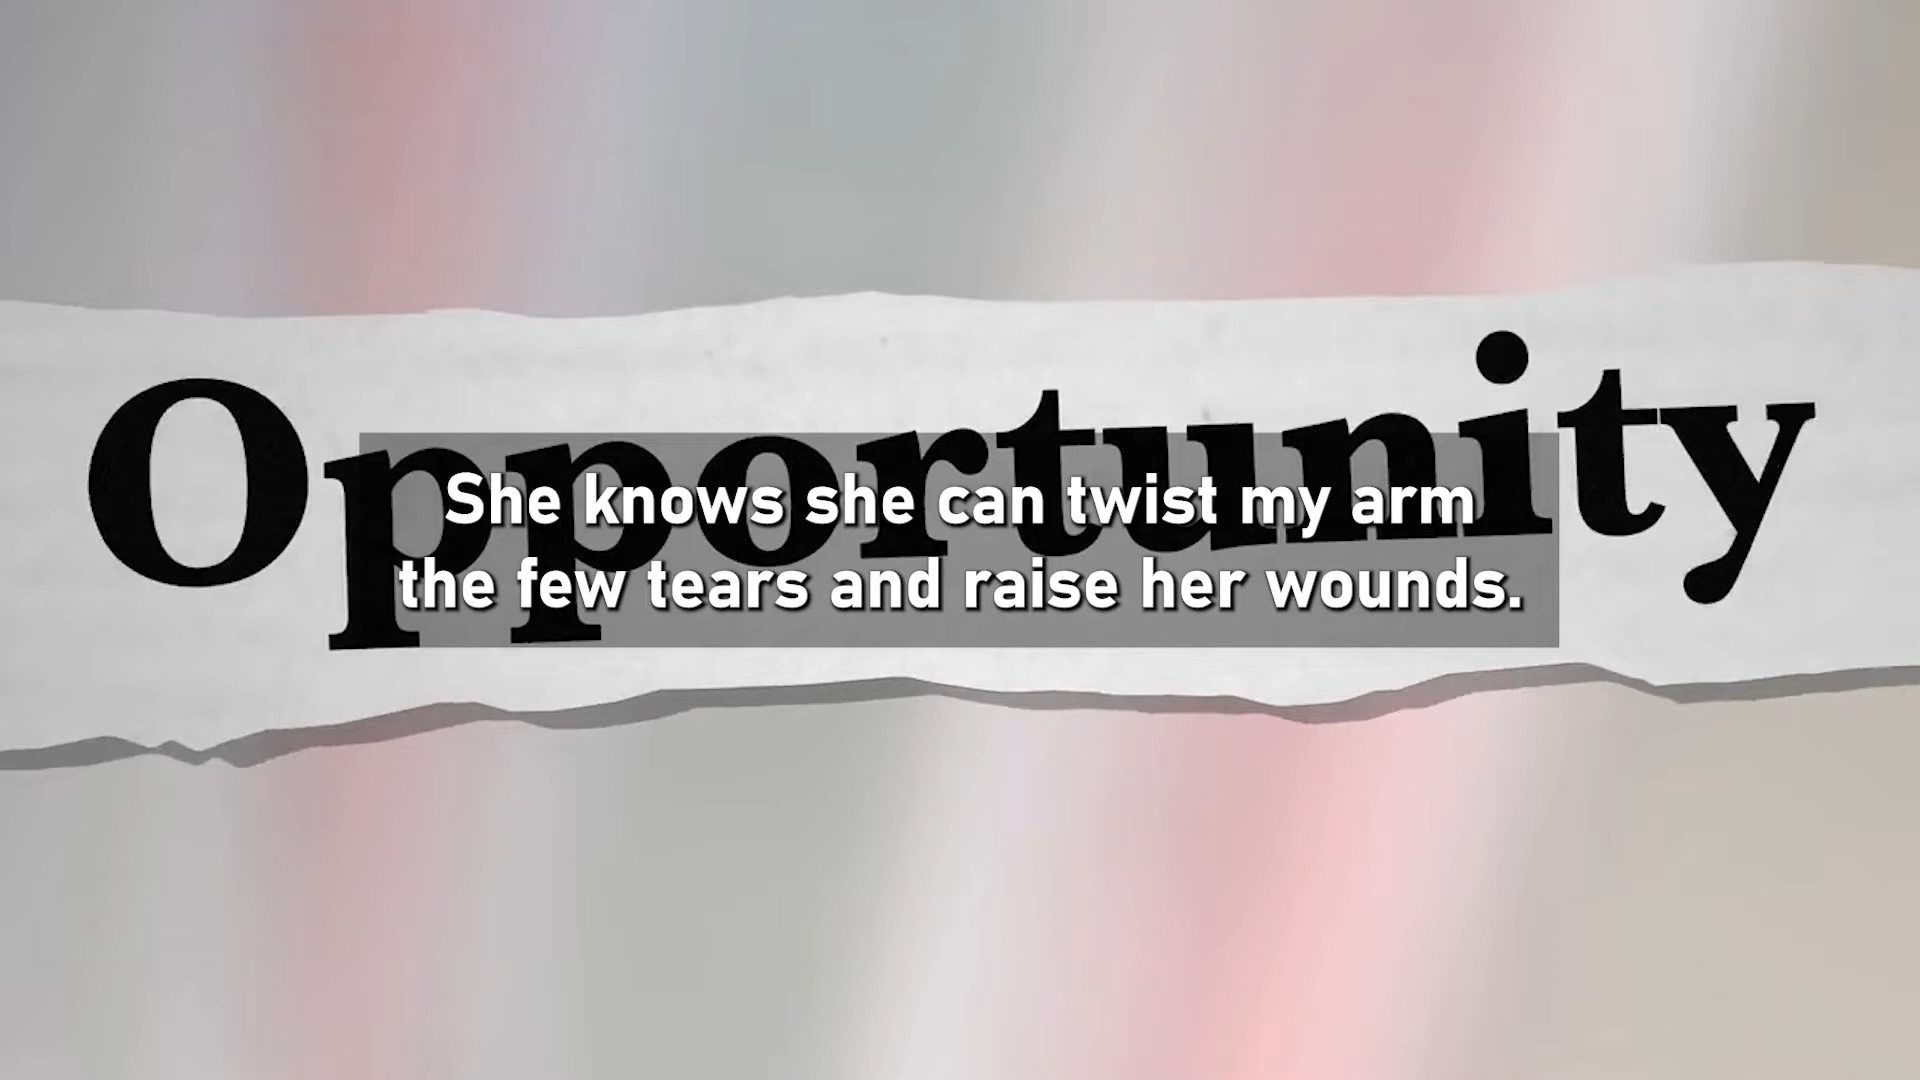 Opportunity
She knows she can twist my arm
the few tears and raise her wounds.